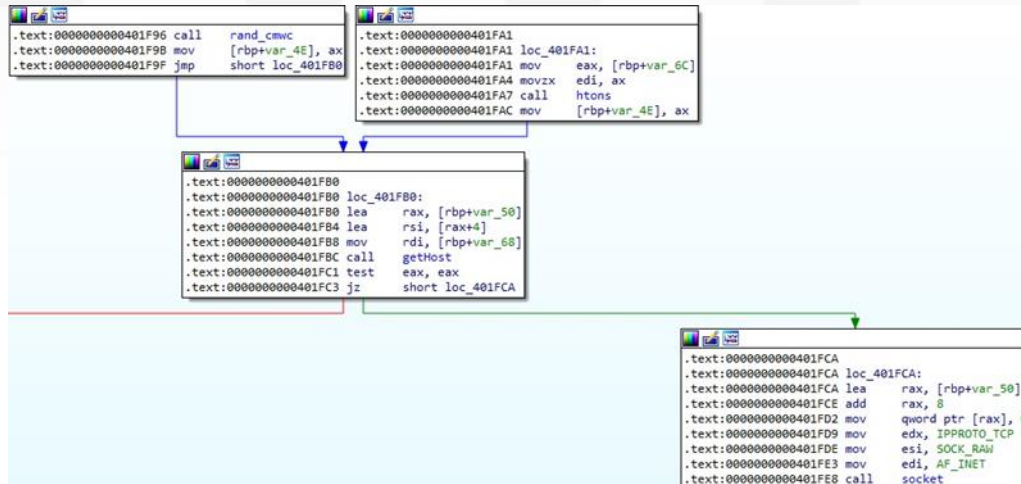 .text:0000000000401F96 call rand_cmwc
.text:0000000000401F9B mov [rbp+var_4E], ax
.text:0000000000401F9F jmp short loc_401FB0
.text:0000000000401FA1
.text:0000000000401FA1 loc_401FA1:
.text:0000000000401FA1 mov eax, [rbp+var_6C]
.text:0000000000401FA4 movzx edi, ax
.text:0000000000401FA7 call htons
.text:0000000000401FAC mov [rbp+var_4E], ax
.text:0000000000401FB0
.text:0000000000401FB0 loc_401FB0:
.text:0000000000401FB0 lea rax, [rbp+var_50]
.text:0000000000401FB4 lea rsi, [rax+4]
.text:0000000000401FB8 mov rdi, [rbp+var_68]
.text:0000000000401FBC call getHost
.text:0000000000401FC1 test eax, eax
.text:0000000000401FC3 jz short loc_401FCA
.text:0000000000401FCA
.text:0000000000401FCA loc_401FCA:
.text:0000000000401FCA lea rax, [rbp+var_50]
.text:0000000000401FCE add rax, 8
.text:0000000000401FD2 mov qword ptr [rax],
.text:0000000000401FD9 mov edx, IPPROTO_TCP
.text:0000000000401FDE mov esi, SOCK_RAW
.text:0000000000401FE3 mov edi, AF_INET
.text:0000000000401FE8 call socket